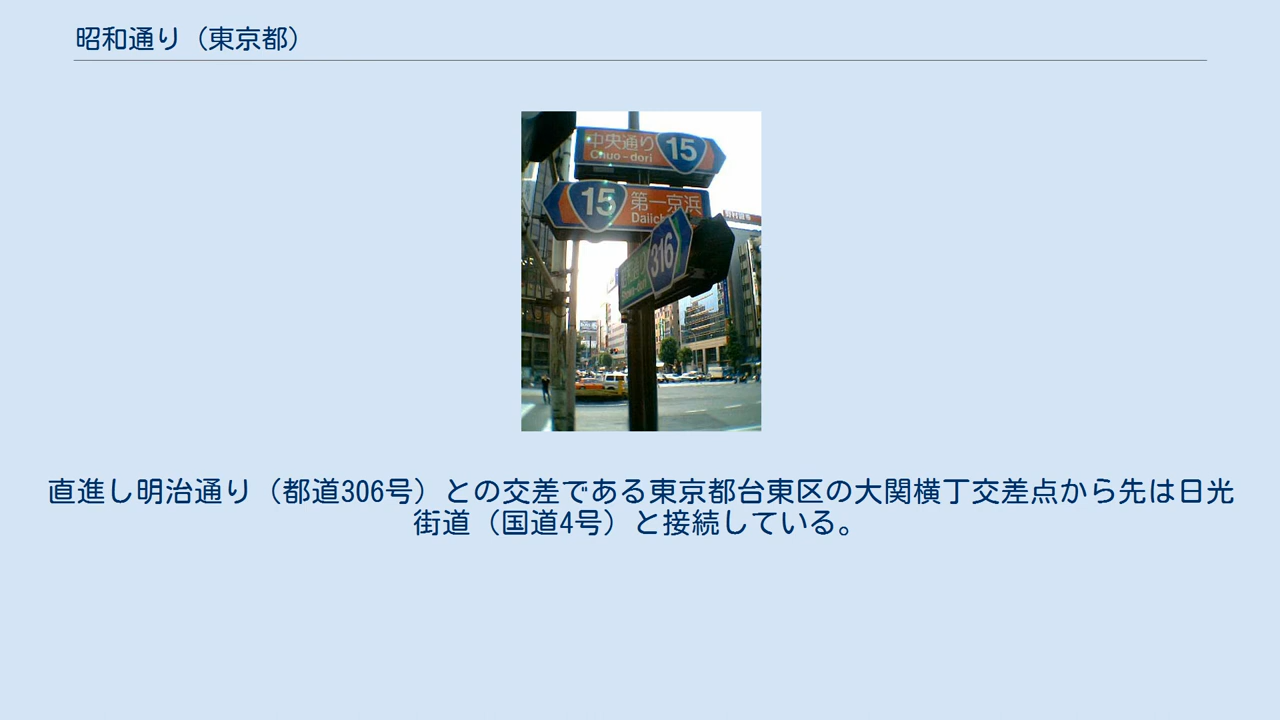 昭和通り（東京都）
中央通り 15
Chuo-dori
15 第一京浜
Daiichi
316
直進し明治通り（都道306号）との交差である東京都台東区の大関横丁交差点から先は日光
街道（国道4号）と接続している。